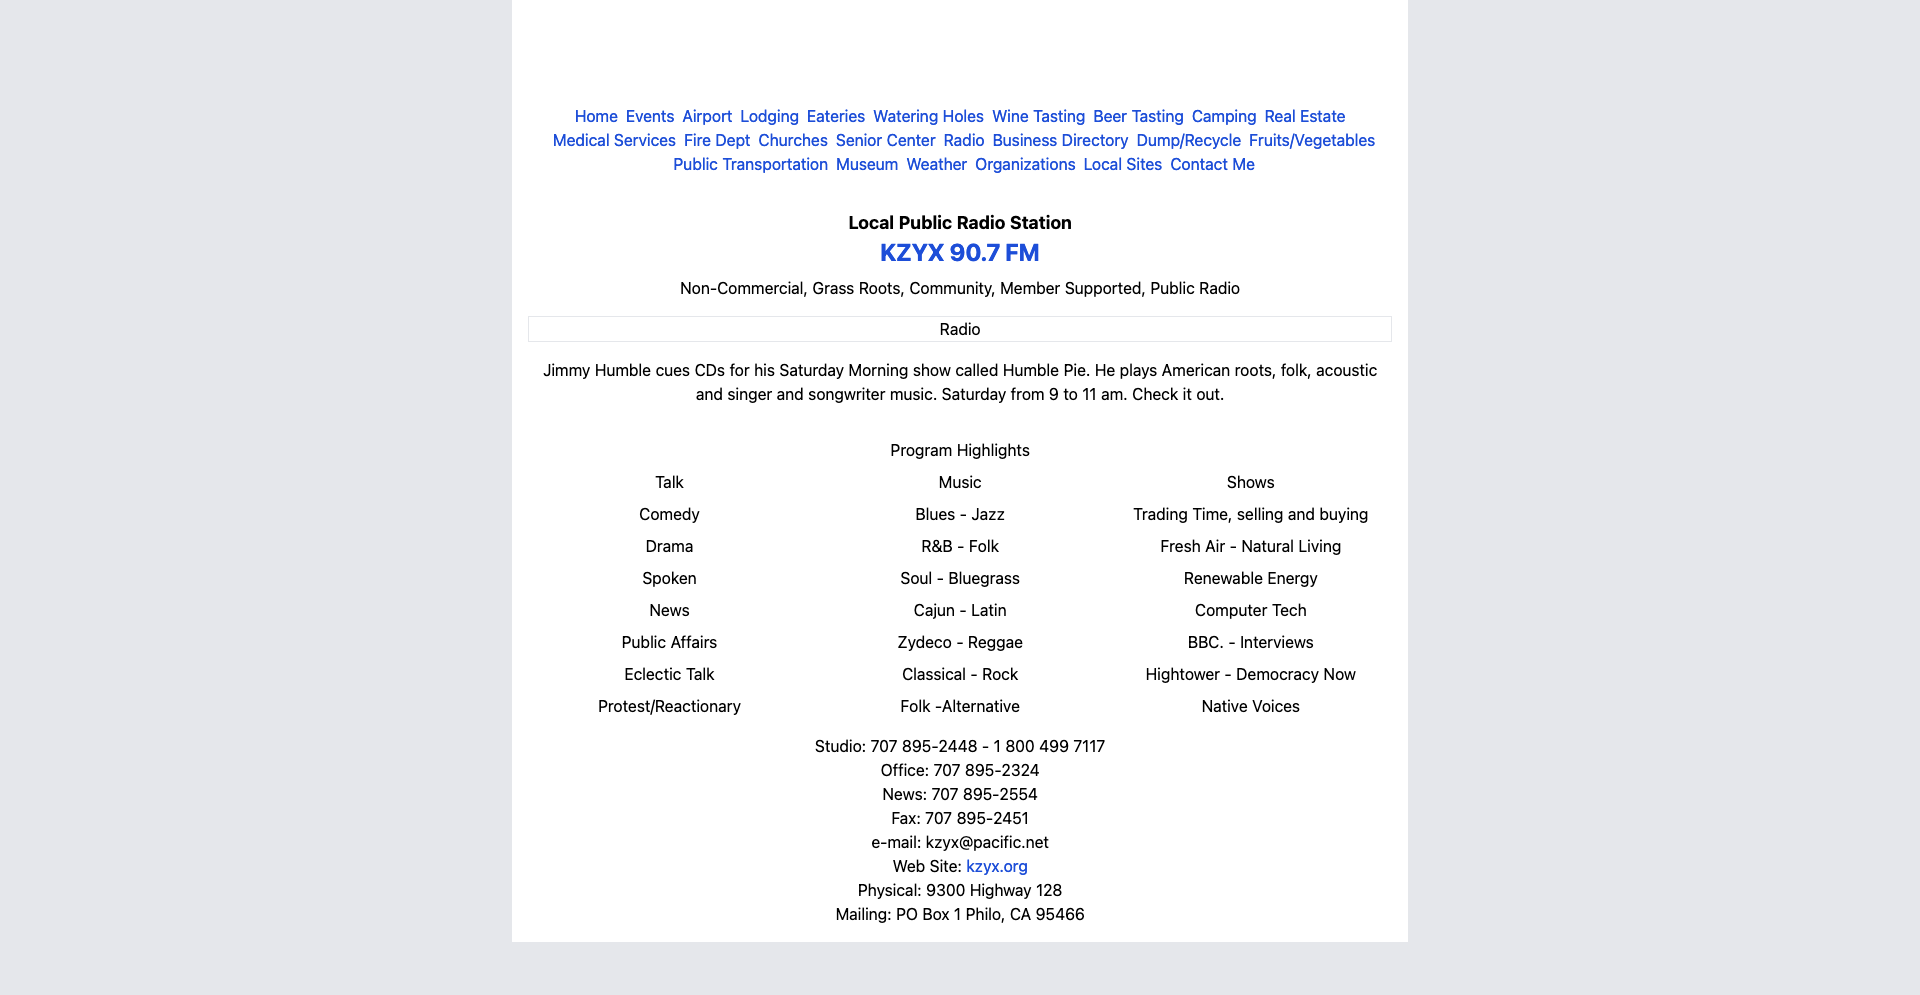 Home Events Airport Lodging Eateries Watering Holes Wine Tasting Beer Tasting Camping Real Estate
Medical Services Fire Dept Churches Senior Center Radio Business Directory Dump/Recycle Fruits/Vegetables
Public Transportation Museum Weather Organizations Local Sites Contact Me
Local Public Radio Station
KZYX 90.7 FM
Non-Commercial, Grass Roots, Community, Member Supported, Public Radio
Radio
Jimmy Humble cues CDs for his Saturday Morning show called Humble Pie. He plays American roots, folk, acoustic
and singer and songwriter music. Saturday from 9 to 11 am. Check it out.
Program Highlights
Talk Music Shows
Comedy Blues - Jazz Trading Time, selling and buying
Drama R&B - Folk Fresh Air - Natural Living
Spoken Soul - Bluegrass Renewable Energy
News Cajun - Latin Computer Tech
Public Affairs Zydeco - Reggae BBC. - Interviews
Eclectic Talk Classical - Rock Hightower - Democracy Now
Protest/Reactionary Folk -Alternative Native Voices
Studio: 707 895-2448 - 1 800 499 7117
Office: 707 895-2324
News: 707 895-2554
Fax: 707 895-2451
e-mail: kzyx@pacific.net
Web Site: kzyx.org
Physical: 9300 Highway 128
Mailing: PO Box 1 Philo, CA 95466